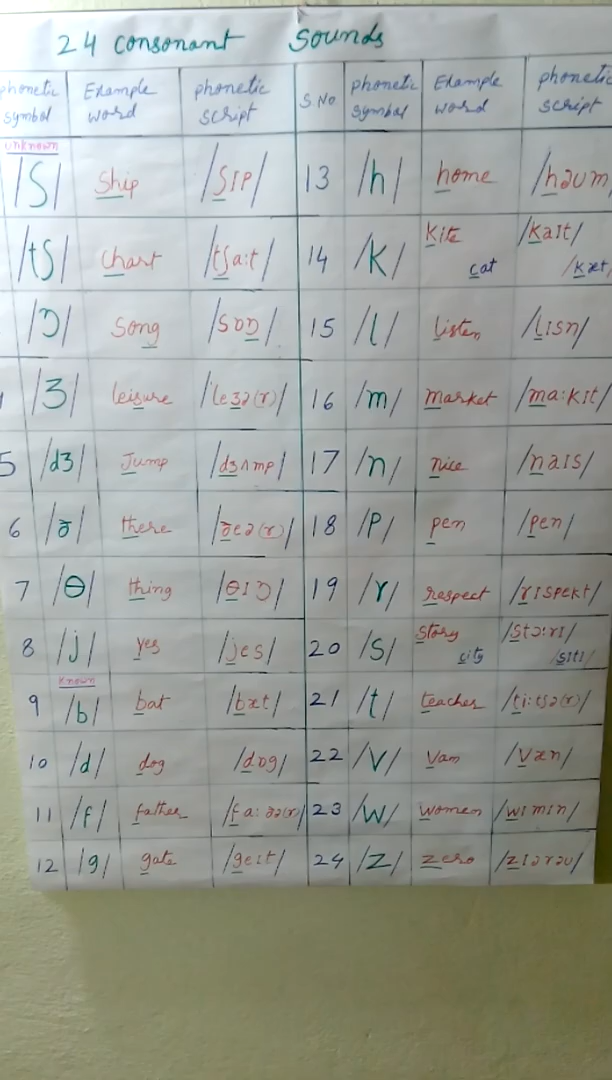 24 consonant Sounds
phonetic symbol Example word phonetic script S.No. phonetic symbol Example word phonetic script
unknown
/ʃ/ Ship /ʃɪp/ 13 /h/ home /həʊm
/tʃ/ chart /tʃa:t/ 14 /k/ kite cat /kaɪt/ /kæt/
/ŋ/ song /sɒŋ/ 15 /l/ listen /lɪsn/
/ʒ/ leisure /'leʒə(r)/ 16 /m/ market /ma:kɪt/
5 /dʒ/ Jump /dʒʌmp/ 17 /n/ nice /naɪs/
6 /ð/ there /ðeə(r)/ 18 /p/ pen /pen/
7 /θ/ thing /θɪŋ/ 19 /r/ respect /rɪspekt/
8 /j/ yes /jes/ 20 /s/ story city /stɔ:rɪ/ /sɪtɪ/
known
9 /b/ bat /bæt/ 21 /t/ teacher /ti:tʃə(r)/
10 /d/ dog /dɒg/ 22 /v/ van /væn/
11 /f/ father /fa:ðə(r)/ 23 /w/ women /wɪmɪn/
12 /g/ gate /geɪt/ 24 /z/ zero /zɪərəʊ/